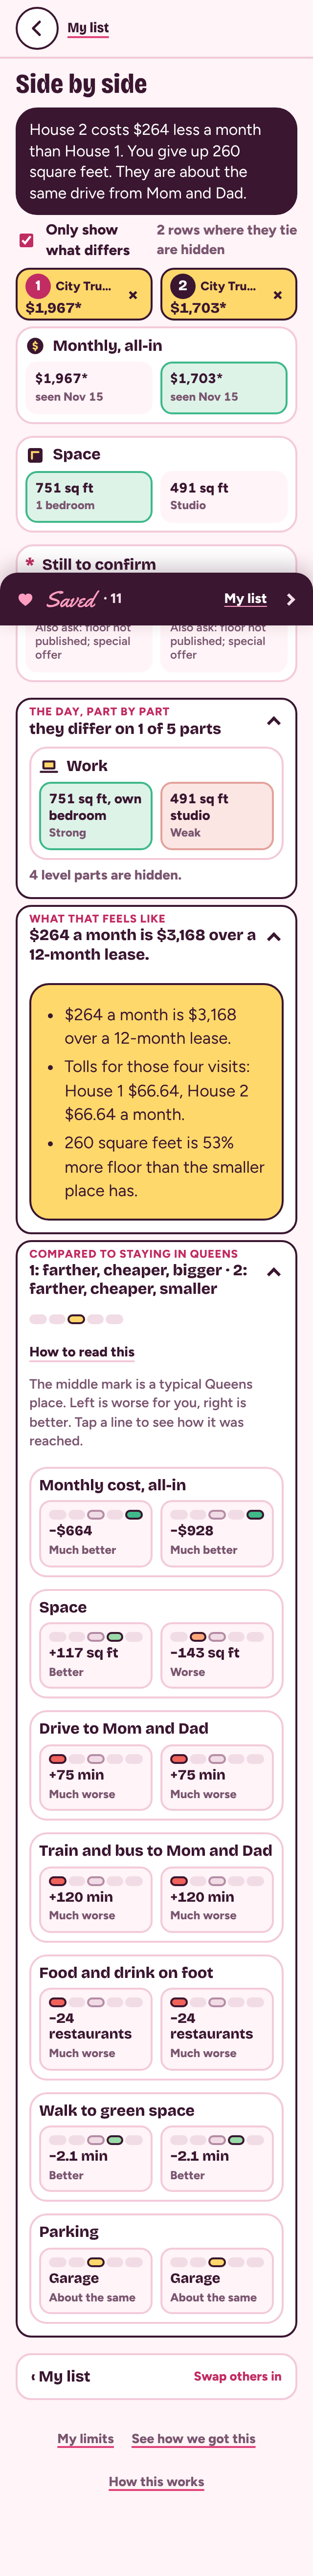 My list
Side by side
House 2 costs $264 less a month
than House 1. You give up 260
square feet. They are about the
same drive from Mom and Dad.
Only show
what differs
2 rows where they tie
are hidden
1 City Tru... ×
$1,967*
2 City Tru... ×
$1,703*
Monthly, all-in
$1,967*
seen Nov 15
$1,703*
seen Nov 15
Space
751 sq ft
1 bedroom
491 sq ft
Studio
* Still to confirm
Saved · 11
My list
Also ask: floor not
published; special
offer
Also ask: floor not
published; special
offer
THE DAY, PART BY PART
they differ on 1 of 5 parts
Work
751 sq ft, own
bedroom
Strong
491 sq ft
studio
Weak
4 level parts are hidden.
WHAT THAT FEELS LIKE
$264 a month is $3,168 over a
12-month lease.
• $264 a month is $3,168
over a 12-month lease.
• Tolls for those four visits:
House 1 $66.64, House 2
$66.64 a month.
• 260 square feet is 53%
more floor than the smaller
place has.
COMPARED TO STAYING IN QUEENS
1: farther, cheaper, bigger · 2:
farther, cheaper, smaller
How to read this
The middle mark is a typical Queens
place. Left is worse for you, right is
better. Tap a line to see how it was
reached.
Monthly cost, all-in
−$664
Much better
−$928
Much better
Space
+117 sq ft
Better
−143 sq ft
Worse
Drive to Mom and Dad
+75 min
Much worse
+75 min
Much worse
Train and bus to Mom and Dad
+120 min
Much worse
+120 min
Much worse
Food and drink on foot
−24
restaurants
Much worse
−24
restaurants
Much worse
Walk to green space
−2.1 min
Better
−2.1 min
Better
Parking
Garage
About the same
Garage
About the same
‹ My list
Swap others in
My limits
See how we got this
How this works